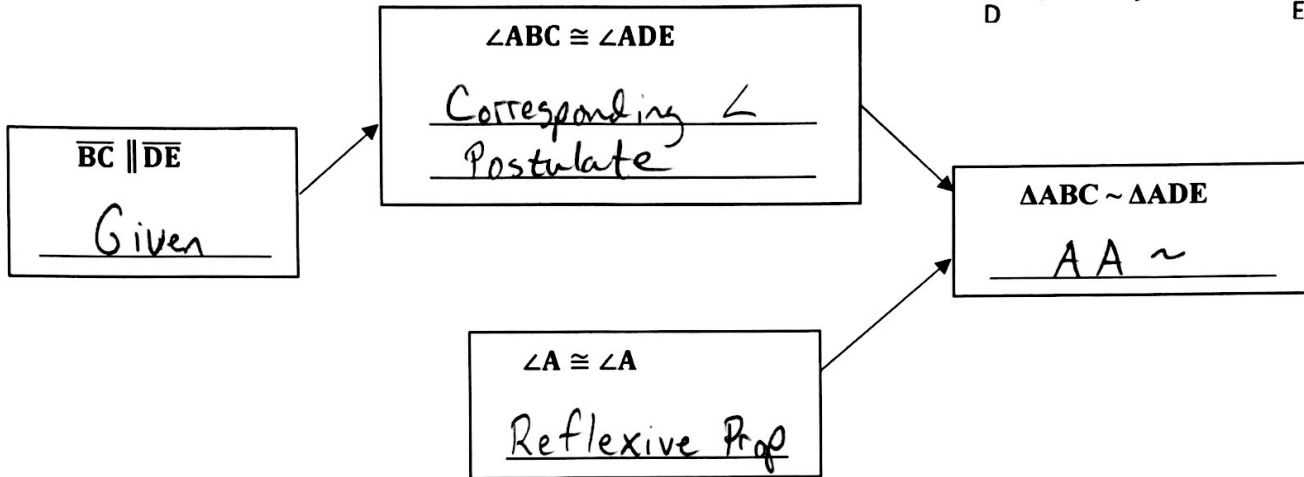 D E
∠ABC ≅ ∠ADE
Corresponding ∠
Postulate
BC ∥ DE
Given
ΔABC ~ ΔADE
AA ~
∠A ≅ ∠A
Reflexive Prop